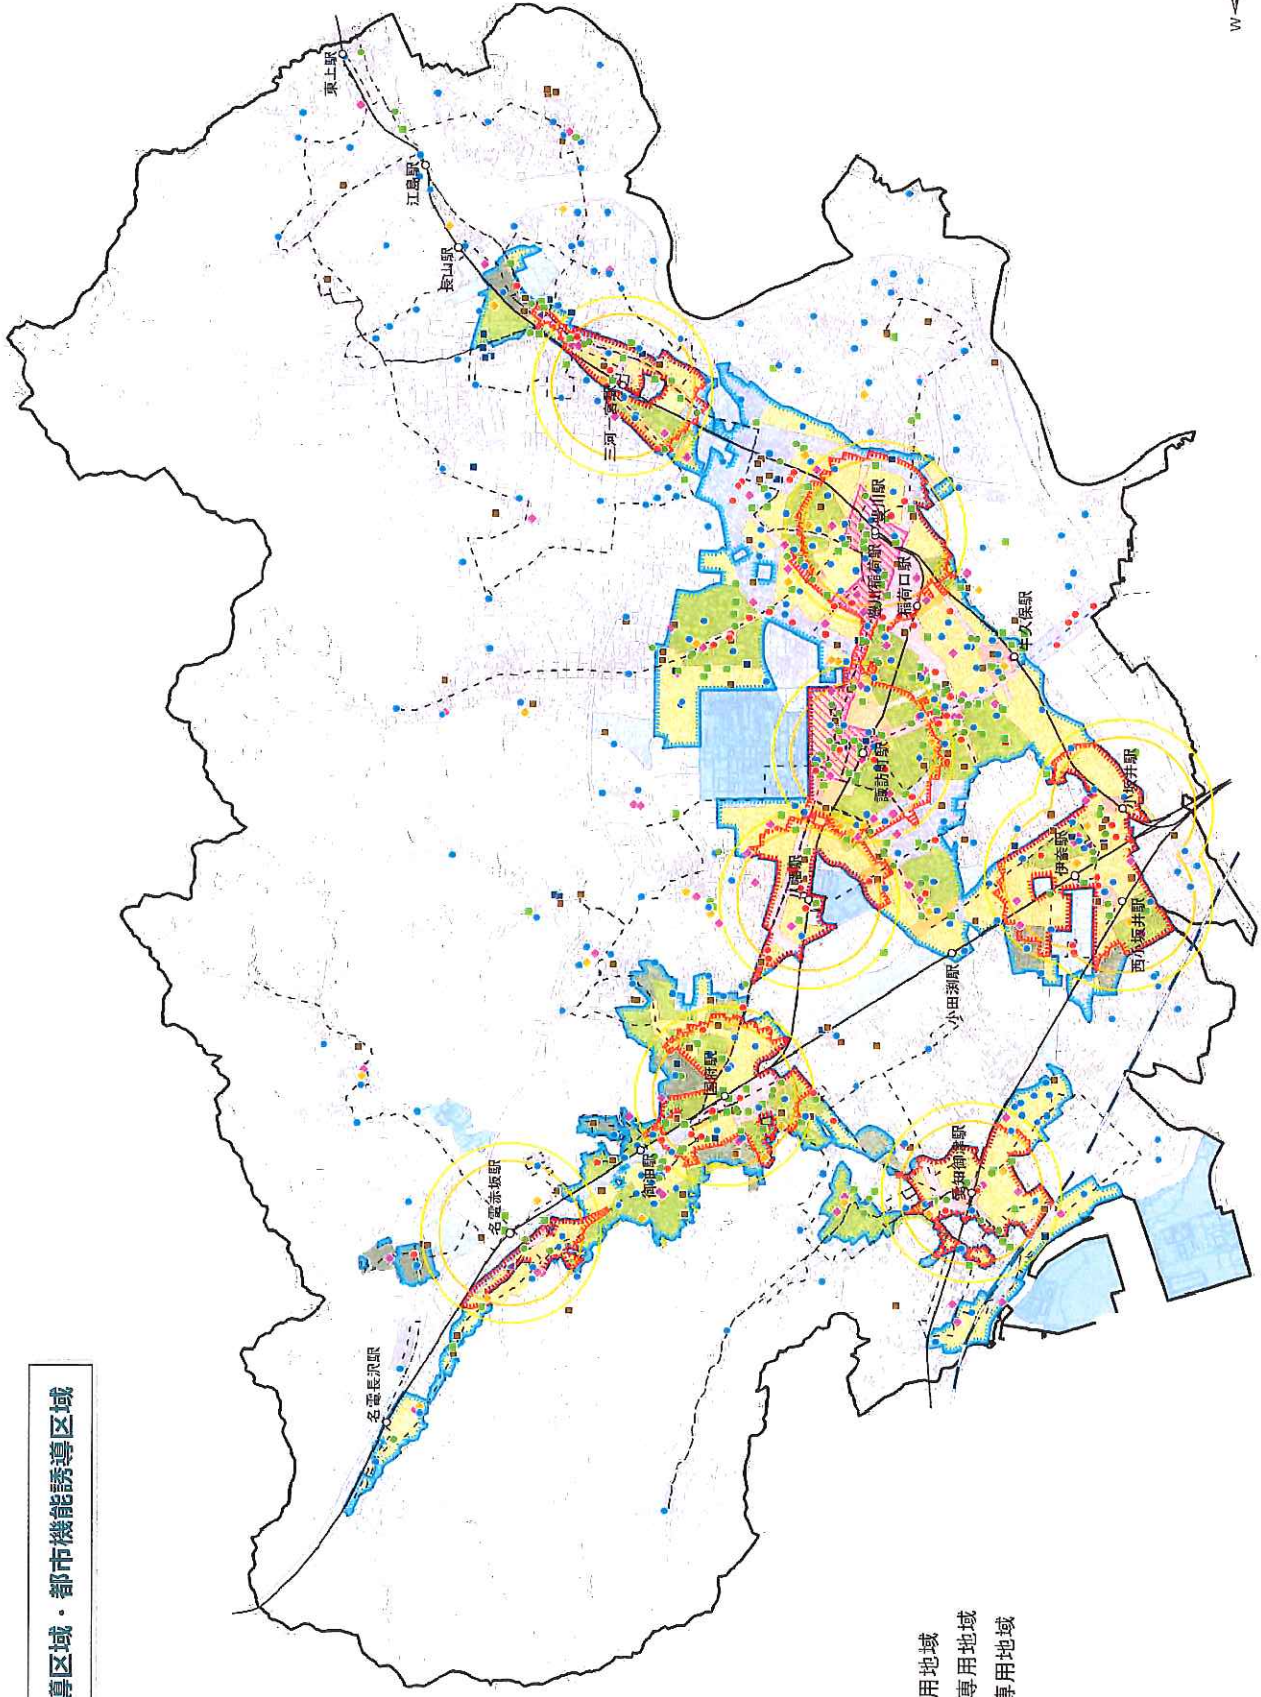 導区域・都市機能誘導区域
東上駅
江島駅
長山駅
三河一宮駅
豊川駅
豊川稲荷駅
稲荷口駅
牛久保駅
諏訪町駅
八幡駅
小坂井駅
伊奈駅
西小坂井駅
小田渕駅
国府駅
御油駅
愛知御津駅
名電赤坂駅
名電長沢駅
用地域
専用地域
専用地域
W